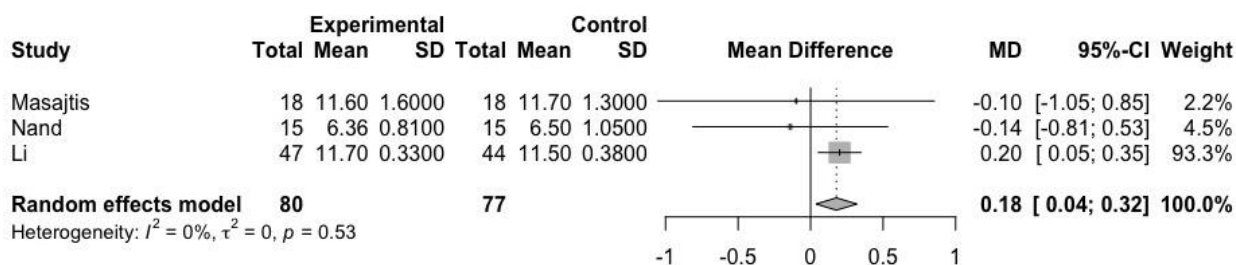 Experimental Control
Study Total Mean SD Total Mean SD Mean Difference MD 95%-CI Weight
Masajtis 18 11.60 1.6000 18 11.70 1.3000 -0.10 [-1.05; 0.85] 2.2%
Nand 15 6.36 0.8100 15 6.50 1.0500 -0.14 [-0.81; 0.53] 4.5%
Li 47 11.70 0.3300 44 11.50 0.3800 0.20 [ 0.05; 0.35] 93.3%
Random effects model 80 77 0.18 [ 0.04; 0.32] 100.0%
Heterogeneity: I² = 0%, τ² = 0, p = 0.53
-1 -0.5 0 0.5 1